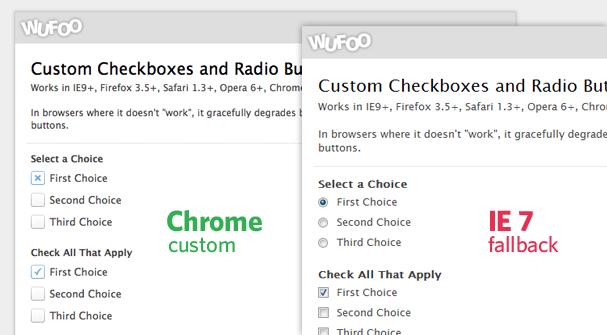 WUFOO
Custom Checkboxes and Radio Bu
Works in IE9+, Firefox 3.5+, Safari 1.3+, Opera 6+, Chrome
In browsers where it doesn't "work", it gracefully degrades b
buttons.
Select a Choice
First Choice
Second Choice
Third Choice
Check All That Apply
First Choice
Second Choice
Third Choice
Chrome
custom
WUFOO
Custom Checkboxes and Radio But
Works in IE9+, Firefox 3.5+, Safari 1.3+, Opera 6+, Chro
In browsers where it doesn't "work", it gracefully degrade
buttons.
Select a Choice
First Choice
Second Choice
Third Choice
Check All That Apply
First Choice
Second Choice
Third Choice
IE 7
fallback